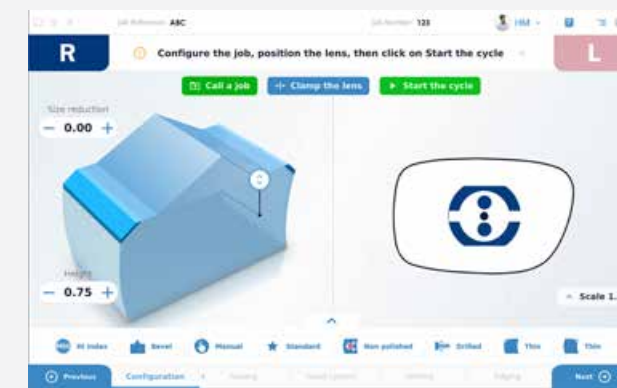 Job Reference ABC
Job Number 123
HM
R
Configure the job, position the lens, then click on Start the cycle
L
Call a job
Clamp the lens
Start the cycle
Size reduction
− 0.00 +
Height
− 0.75 +
Scale 1.
Hi Index
Bevel
Manual
Standard
Non polished
Drilled
Thin
Thin
Previous
Configuration
Edging
Next